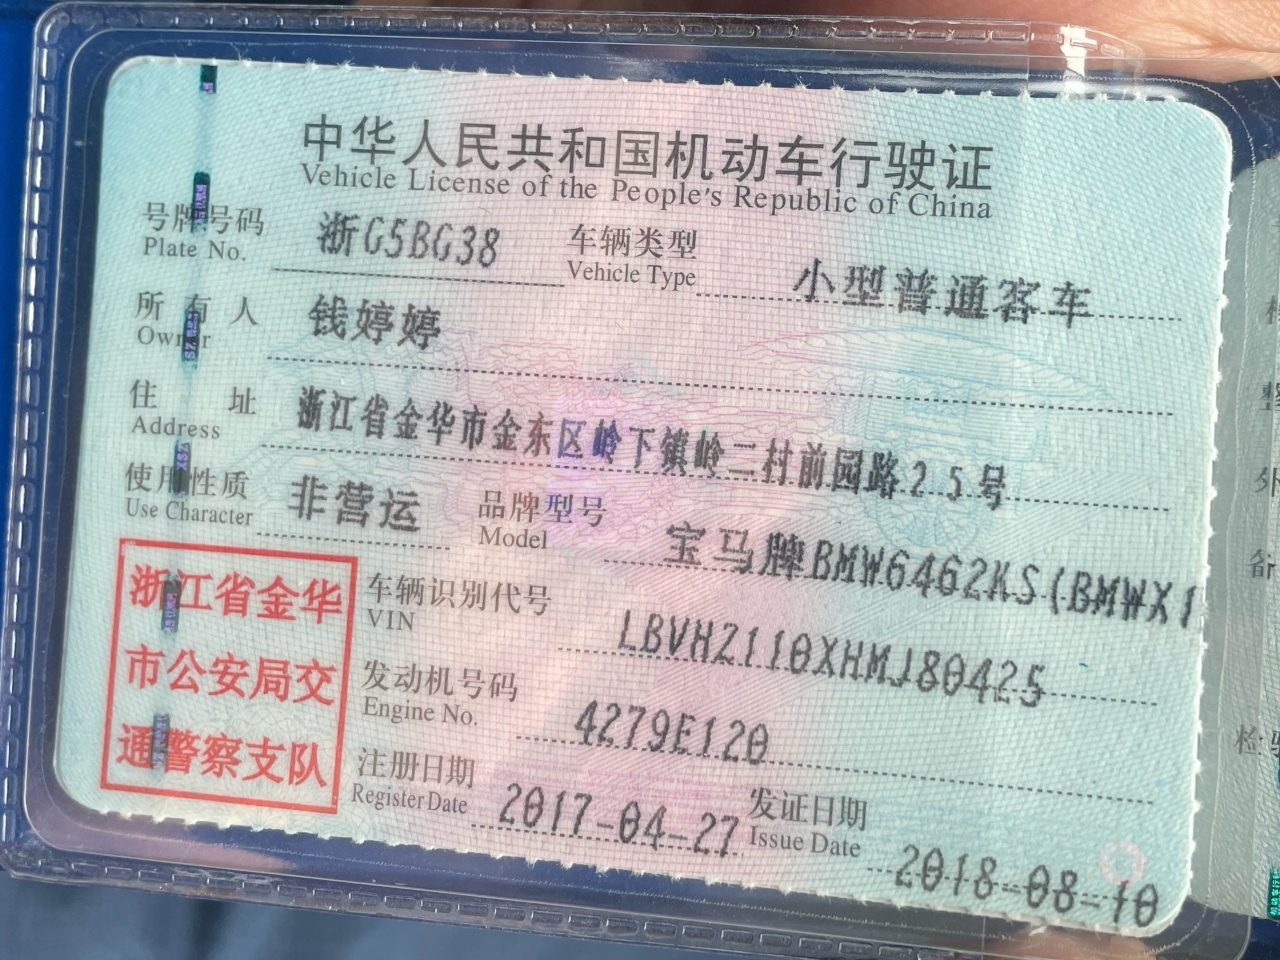 中华人民共和国机动车行驶证
Vehicle License of the People's Republic of China
号牌号码 浙G5BG38 车辆类型 小型普通客车
Plate No. Vehicle Type
所有人 钱婷婷
Owner
住址 浙江省金华市金东区岭下镇岭二村前园路25号
Address
使用性质 非营运 品牌型号 宝马牌BMW6462KS(BMWX1
Use Character Model
浙江省金华
市公安局交
通警察支队
车辆识别代号 LBVHZ110XHMJ80425
VIN
发动机号码 4279E120
Engine No.
注册日期 2017-04-27 发证日期 2018-08-10
Register Date Issue Date